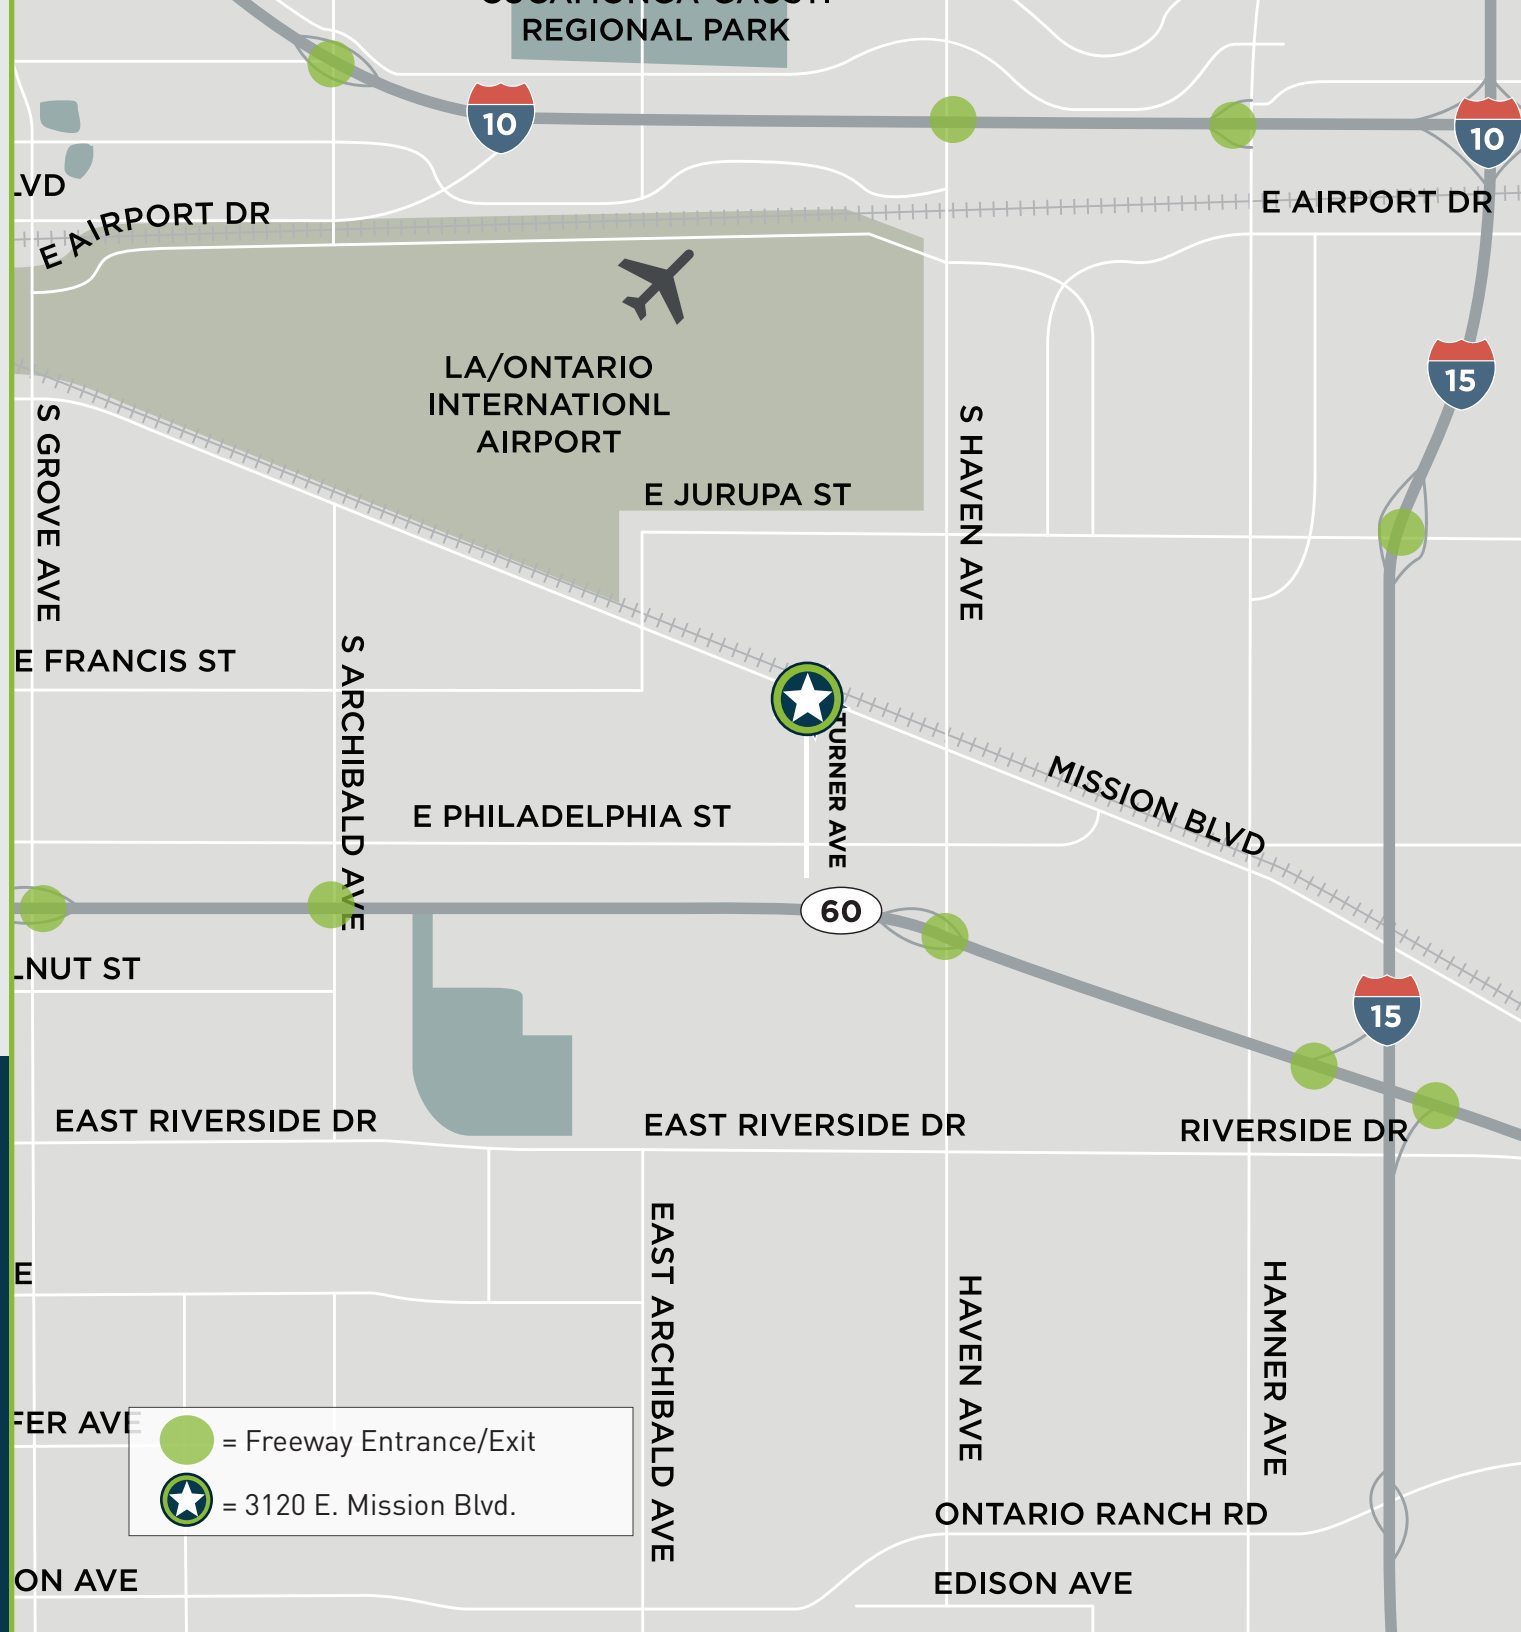 REGIONAL PARK
10
10
LVD
E AIRPORT DR
E AIRPORT DR
LA/ONTARIO
INTERNATIONL
AIRPORT
15
S GROVE AVE
S HAVEN AVE
E JURUPA ST
E FRANCIS ST
S ARCHIBALD AVE
TURNER AVE
MISSION BLVD
E PHILADELPHIA ST
60
LNUT ST
15
EAST RIVERSIDE DR
EAST RIVERSIDE DR
RIVERSIDE DR
EAST ARCHIBALD AVE
E
HAVEN AVE
HAMNER AVE
FER AVE
= Freeway Entrance/Exit
= 3120 E. Mission Blvd.
ONTARIO RANCH RD
ON AVE
EDISON AVE